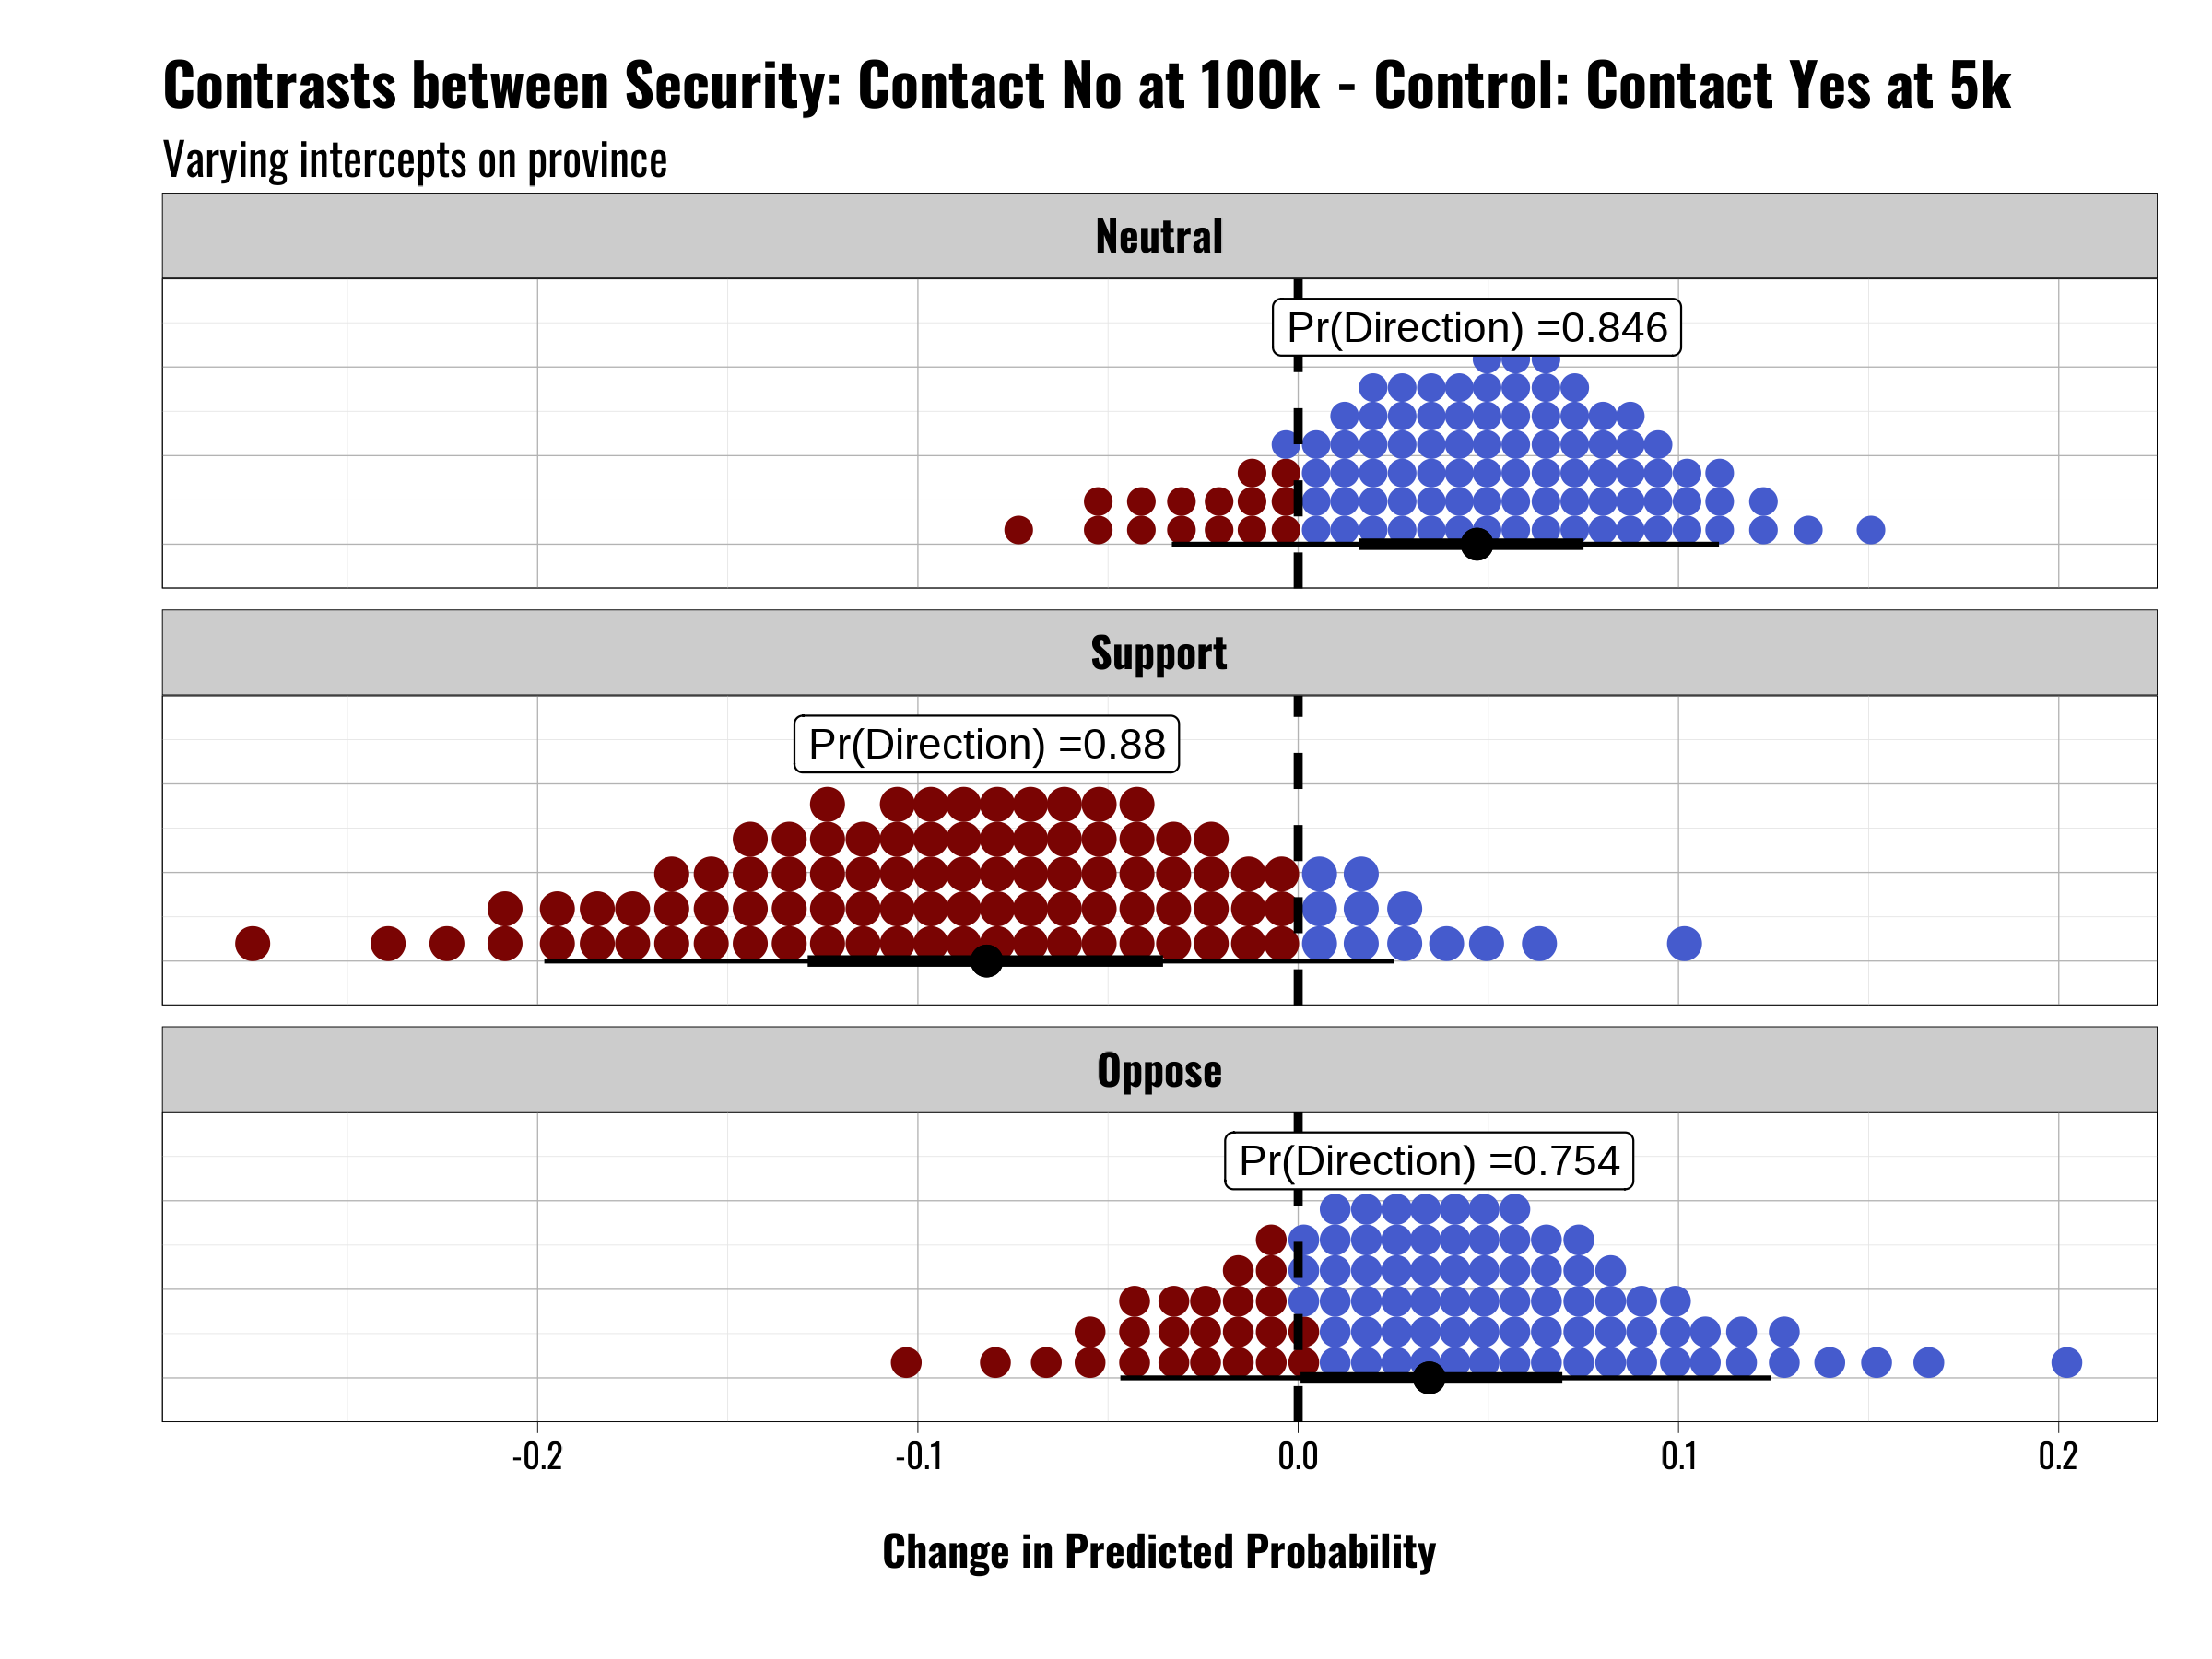 Contrasts between Security: Contact No at 100k - Control: Contact Yes at 5k
Varying intercepts on province
Neutral
Pr(Direction) =0.846
Support
Pr(Direction) =0.88
Oppose
Pr(Direction) =0.754
-0.2 -0.1 0.0 0.1 0.2
Change in Predicted Probability